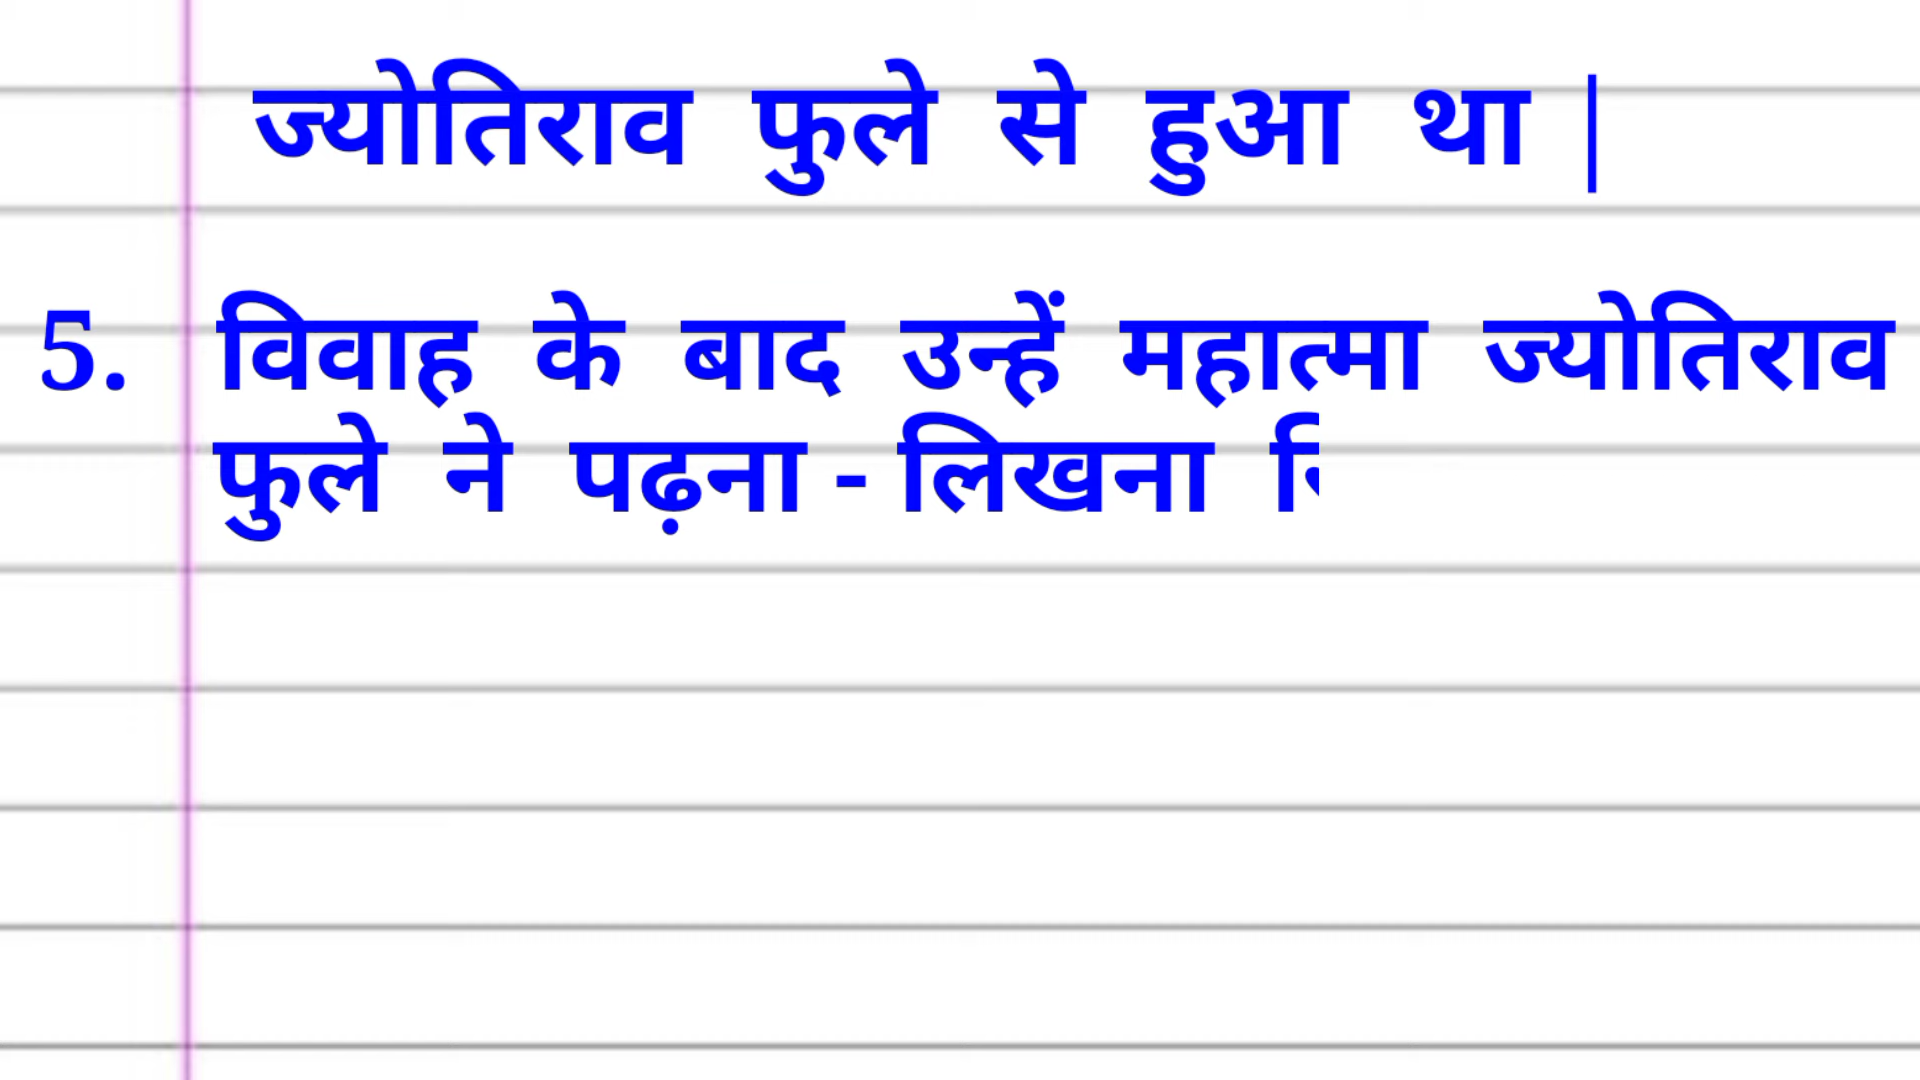 ज्योतिराव फुले से हुआ था |
5. विवाह के बाद उन्हें महात्मा ज्योतिराव
फुले ने पढ़ना - लिखना